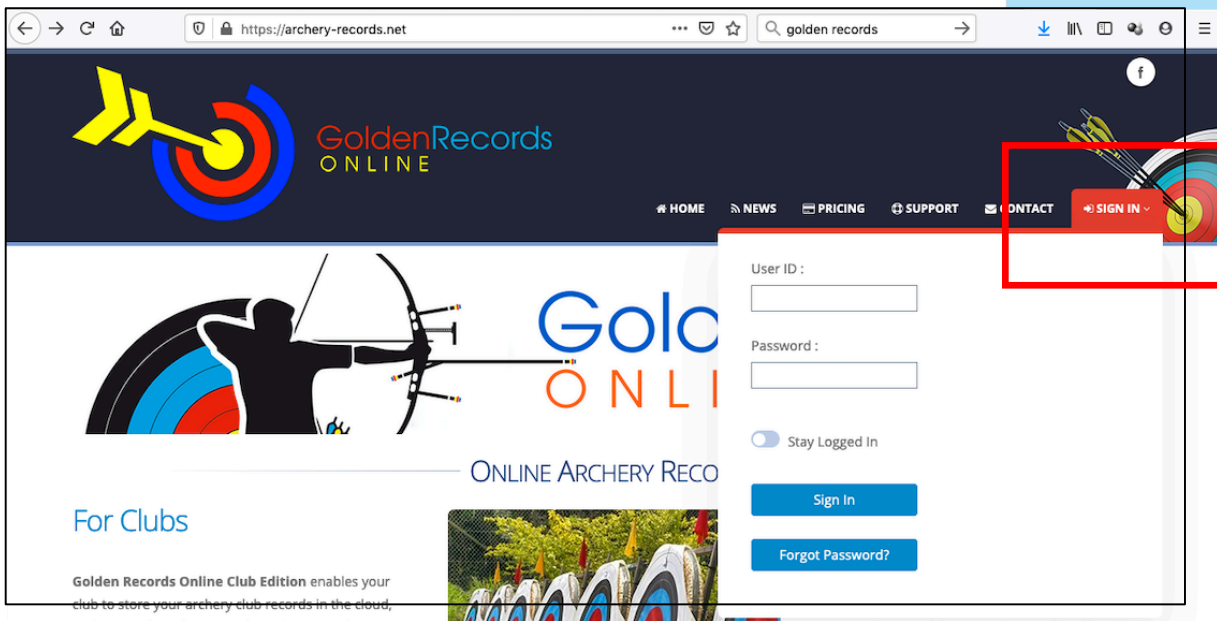 https://archery-records.net
golden records
f
GoldenRecords
ONLINE
HOME NEWS PRICING SUPPORT CONTACT SIGN IN
User ID :
Gold
ONLI
Password :
Stay Logged In
ONLINE ARCHERY RECO
Sign In
For Clubs
Forgot Password?
Golden Records Online Club Edition enables your
club to store your archery club records in the cloud,